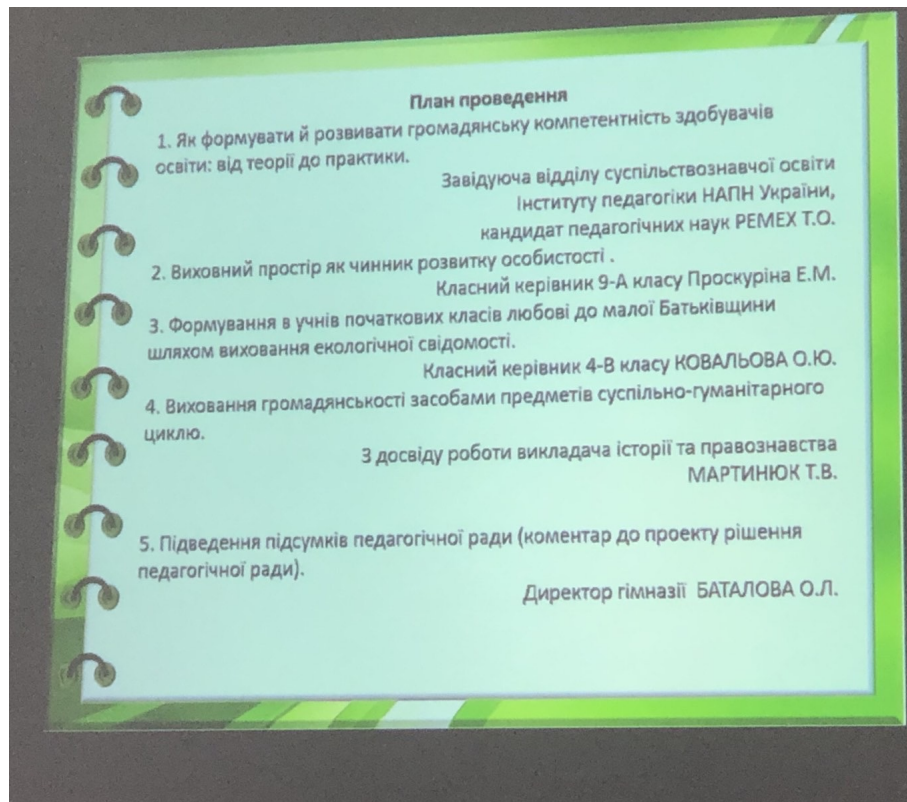 План проведення
1. Як формувати й розвивати громадянську компетентність здобувачів
освіти: від теорії до практики.
Завідуюча відділу суспільствознавчої освіти
Інституту педагогіки НАПН України,
кандидат педагогічних наук РЕМЕХ Т.О.
2. Виховний простір як чинник розвитку особистості .
Класний керівник 9-А класу Проскуріна Е.М.
3. Формування в учнів початкових класів любові до малої Батьківщини
шляхом виховання екологічної свідомості.
Класний керівник 4-В класу КОВАЛЬОВА О.Ю.
4. Виховання громадянськості засобами предметів суспільно-гуманітарного
циклю.
З досвіду роботи викладача історії та правознавства
МАРТИНЮК Т.В.
5. Підведення підсумків педагогічної ради (коментар до проекту рішення
педагогічної ради).
Директор гімназії БАТАЛОВА О.Л.